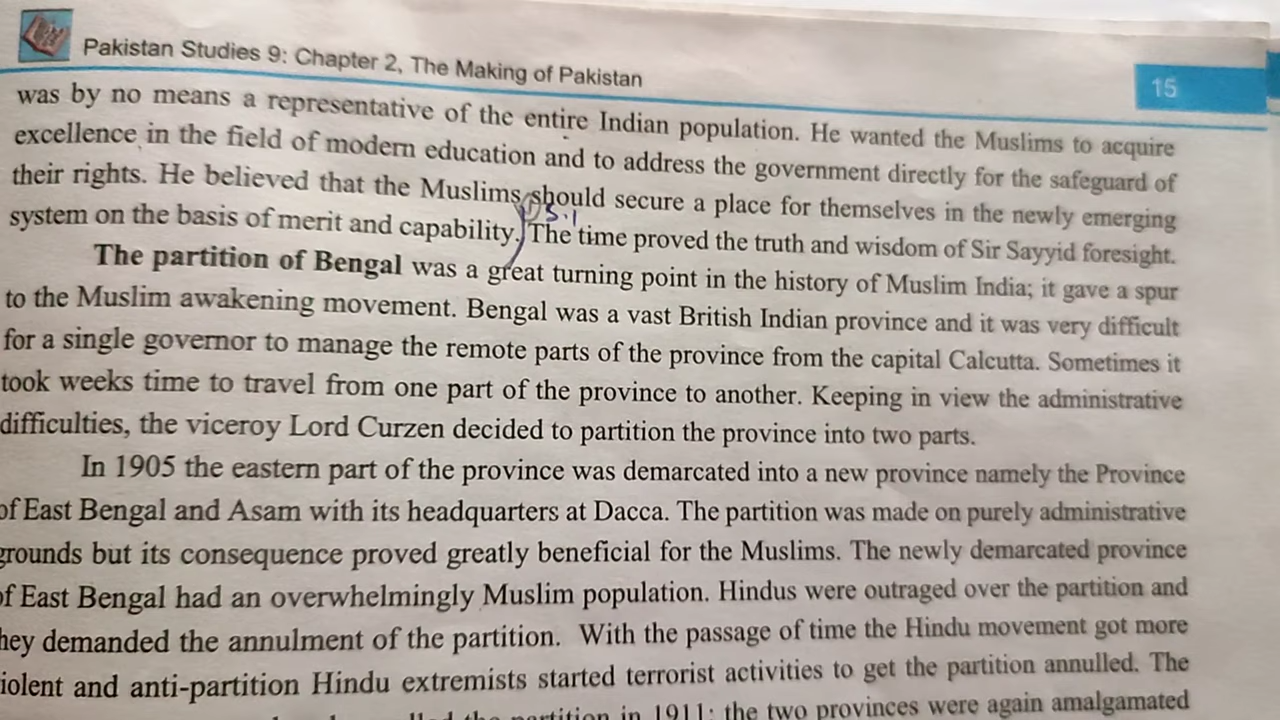 Pakistan Studies 9: Chapter 2, The Making of Pakistan
15
was by no means a representative of the entire Indian population. He wanted the Muslims to acquire
excellence in the field of modern education and to address the government directly for the safeguard of
their rights. He believed that the Muslims should secure a place for themselves in the newly emerging
system on the basis of merit and capability. The time proved the truth and wisdom of Sir Sayyid foresight.
The partition of Bengal was a great turning point in the history of Muslim India; it gave a spur
to the Muslim awakening movement. Bengal was a vast British Indian province and it was very difficult
for a single governor to manage the remote parts of the province from the capital Calcutta. Sometimes it
took weeks time to travel from one part of the province to another. Keeping in view the administrative
difficulties, the viceroy Lord Curzen decided to partition the province into two parts.
In 1905 the eastern part of the province was demarcated into a new province namely the Province
of East Bengal and Asam with its headquarters at Dacca. The partition was made on purely administrative
grounds but its consequence proved greatly beneficial for the Muslims. The newly demarcated province
of East Bengal had an overwhelmingly Muslim population. Hindus were outraged over the partition and
hey demanded the annulment of the partition. With the passage of time the Hindu movement got more
iolent and anti-partition Hindu extremists started terrorist activities to get the partition annulled. The
the partition in 1911; the two provinces were again amalgamated